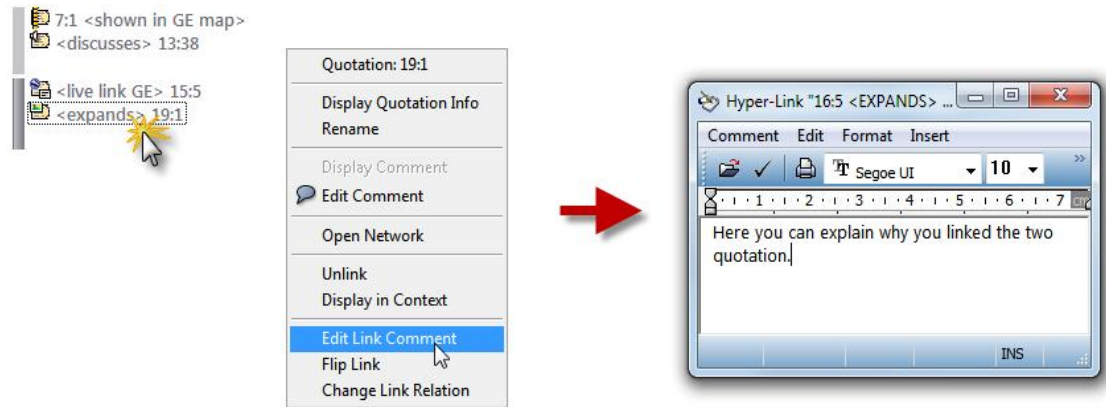 7:1 <shown in GE map>
<discusses> 13:38
<live link GE> 15:5
<expands> 19:1
Quotation: 19:1
Display Quotation Info
Rename
Display Comment
Edit Comment
Open Network
Unlink
Display in Context
Edit Link Comment
Flip Link
Change Link Relation
Hyper-Link "16:5 <EXPANDS> ...
Comment Edit Format Insert
Segoe UI 10
1 2 3 4 5 6 7
Here you can explain why you linked the two
quotation.
INS